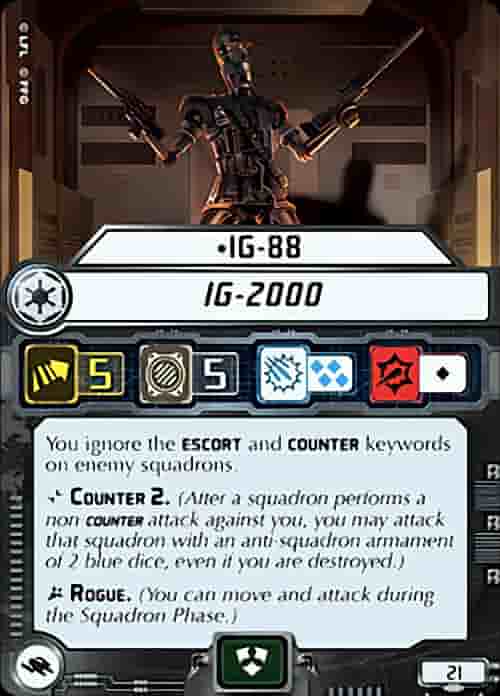 © LFL © FFG
•IG-88
IG-2000
5 5
You ignore the ESCORT and COUNTER keywords
on enemy squadrons.
COUNTER 2. (After a squadron performs a
non COUNTER attack against you, you may attack
that squadron with an anti-squadron armament
of 2 blue dice, even if you are destroyed.)
ROGUE. (You can move and attack during
the Squadron Phase.)
21